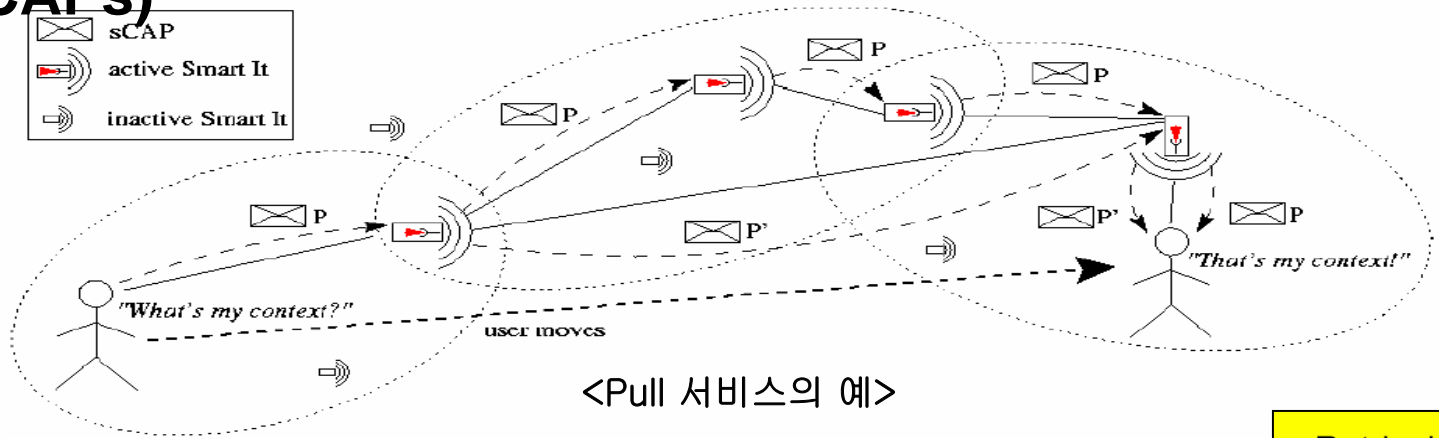 CAPs)
sCAP
active Smart It
inactive Smart It
P
P
P
P
P'
P'
P
"What's my context?"
"That's my context!"
user moves
<Pull 서비스의 예>